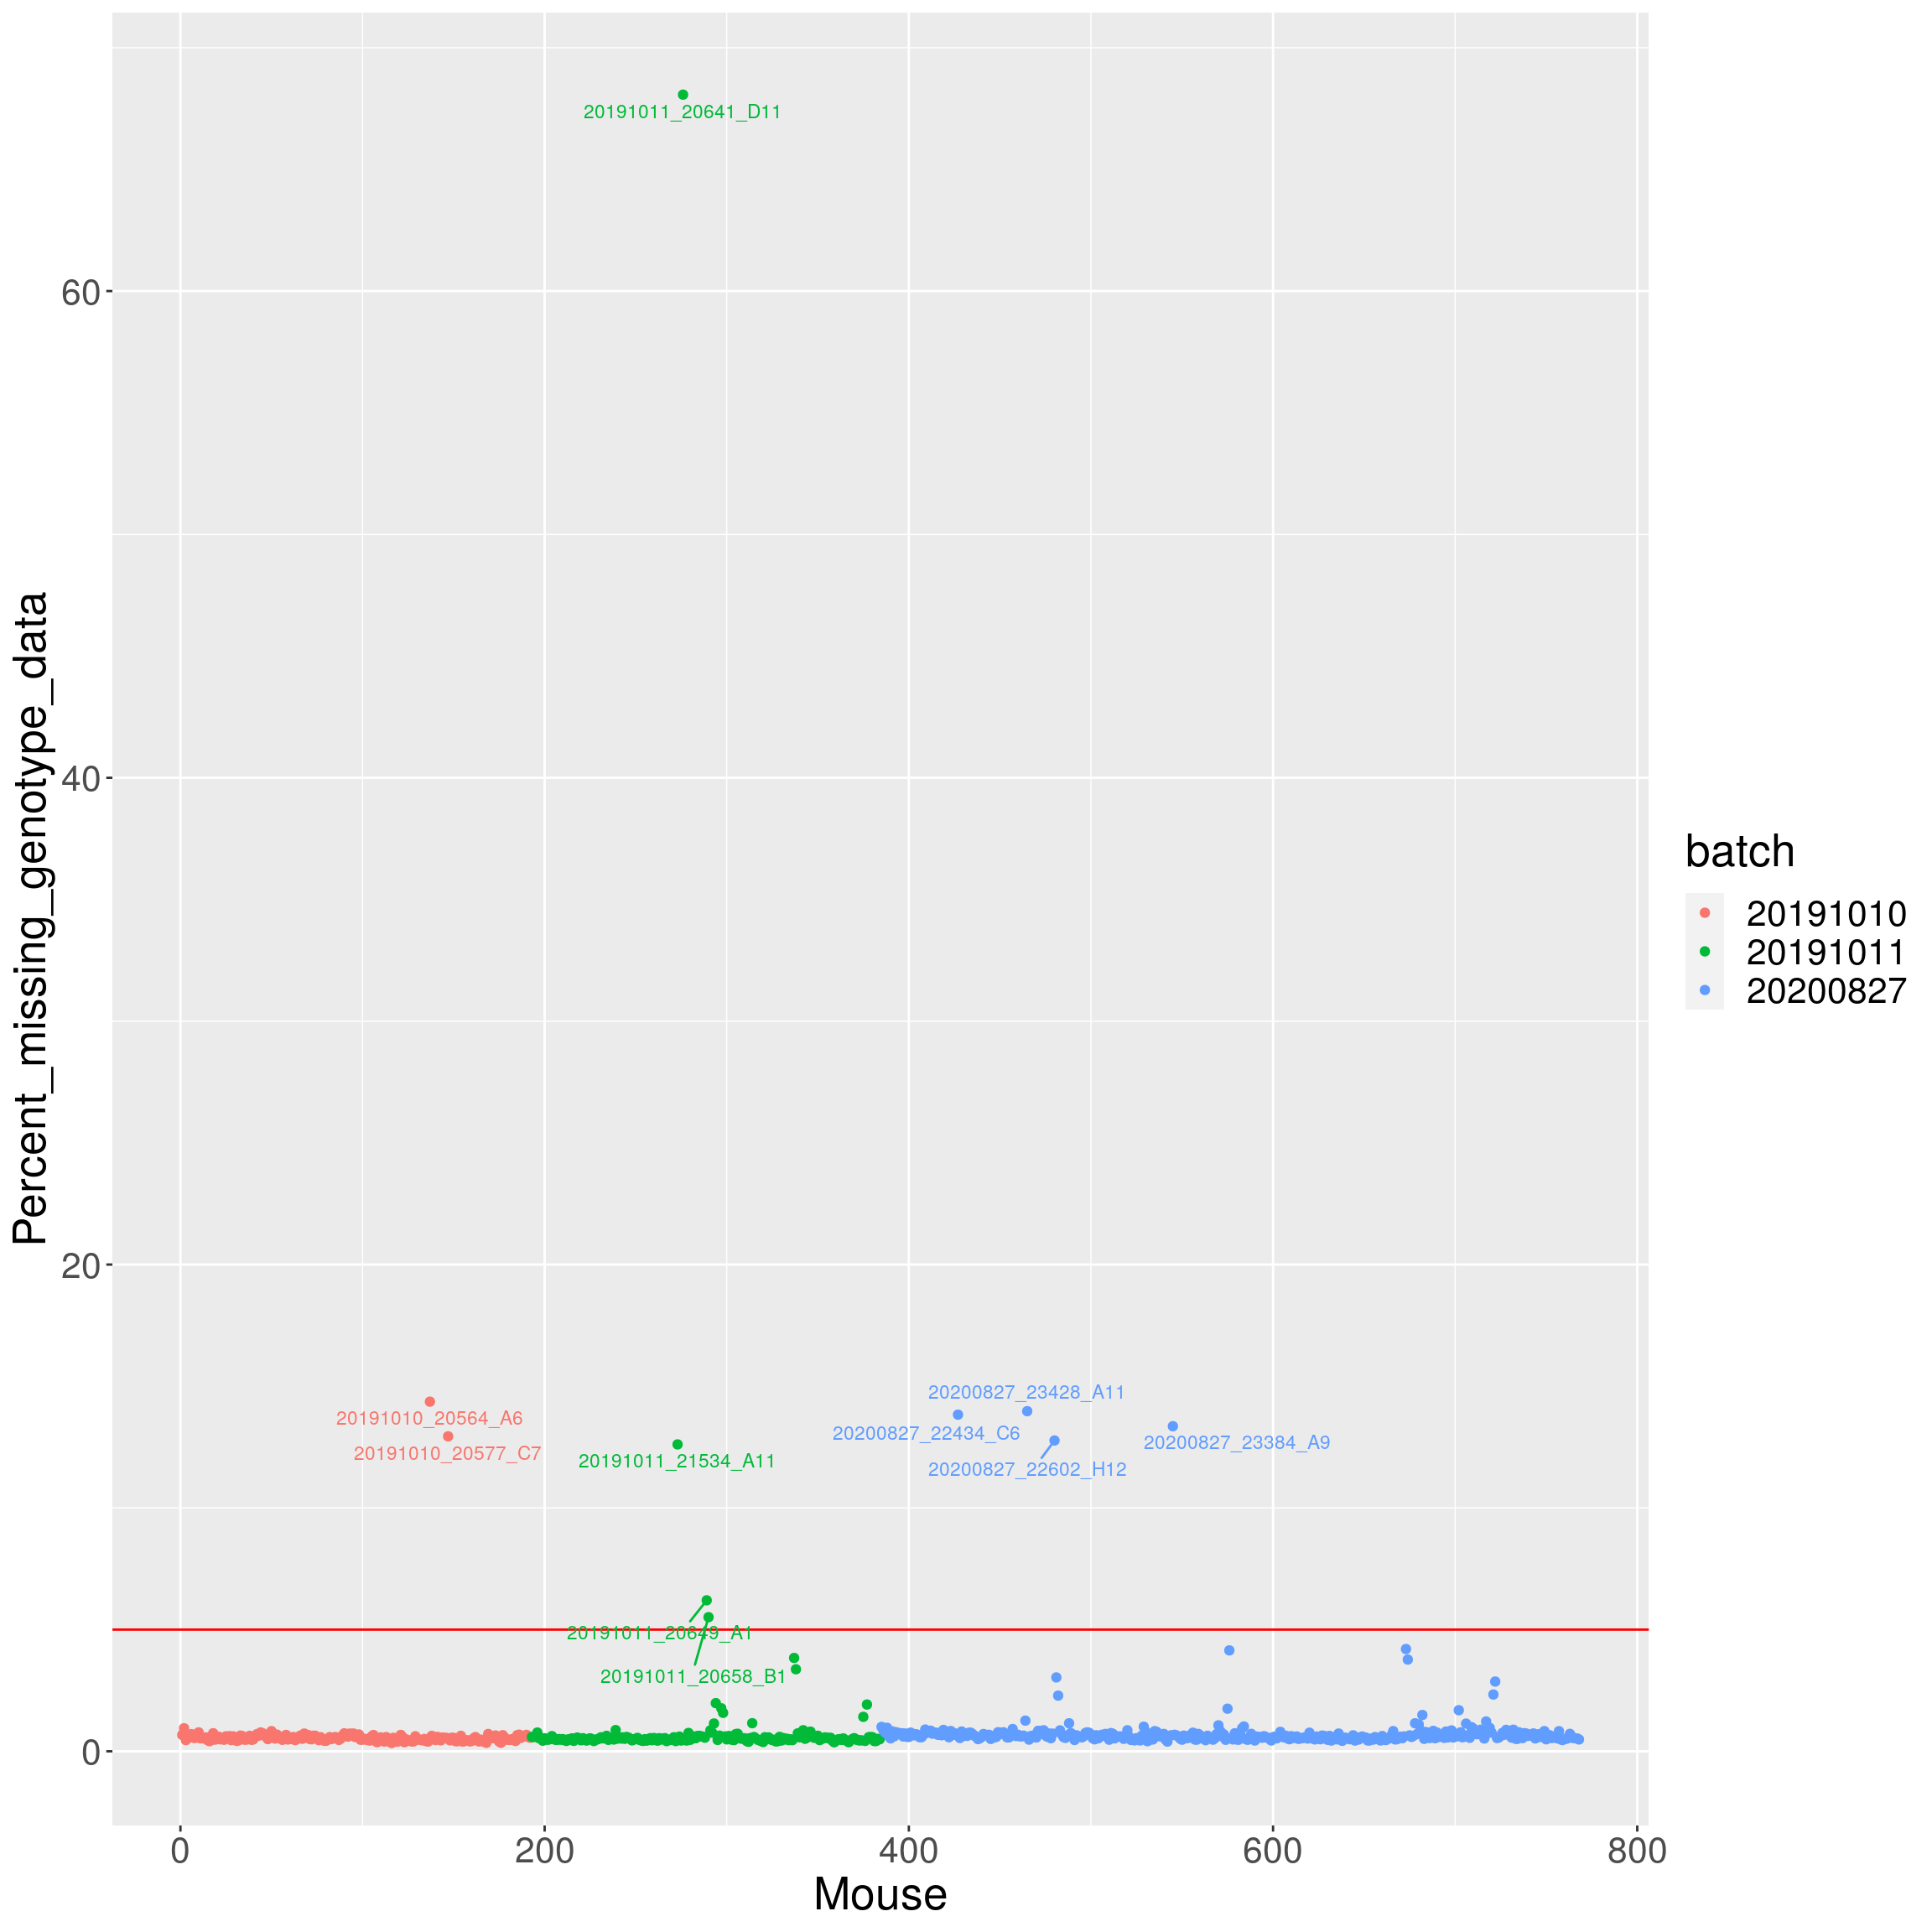 20191011_20641_D11
60
40
20
0
Percent_missing_genotype_data
20191010_20564_A6
20191010_20577_C7
20191011_21534_A11
20200827_23428_A11
20200827_22434_C6
20200827_22602_H12
20200827_23384_A9
20191011_20649_A1
20191011_20658_B1
0 200 400 600 800
Mouse
batch
20191010
20191011
20200827